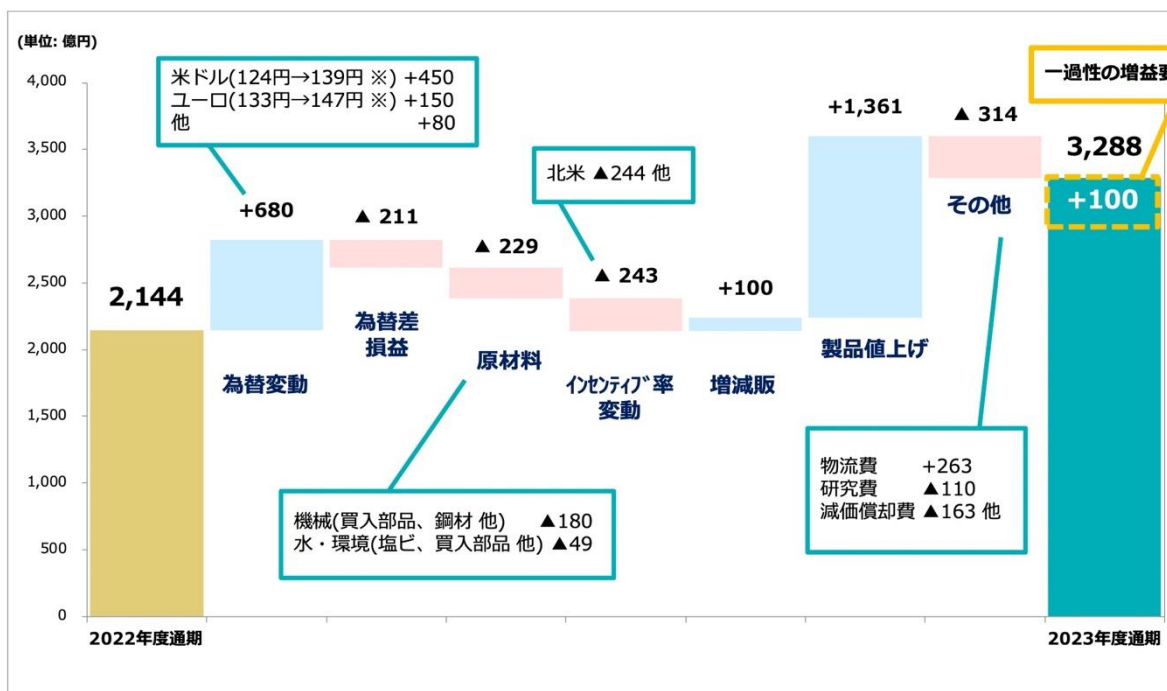 (単位: 億円)
4,000
3,500
3,000
2,500
2,000
1,500
1,000
500
0
米ドル(124円→139円 ※) +450
ユーロ(133円→147円 ※) +150
他 +80
北米 ▲244 他
一過性の増益要
2,144
+680
▲ 211
▲ 229
▲ 243
+100
+1,361
▲ 314
3,288
+100
為替変動
為替差
損益
原材料
インセンティブ率
変動
増減販
製品値上げ
その他
機械(買入部品、鋼材 他) ▲180
水・環境(塩ビ、買入部品 他) ▲49
物流費 +263
研究費 ▲110
減価償却費 ▲163 他
2022年度通期
2023年度通期